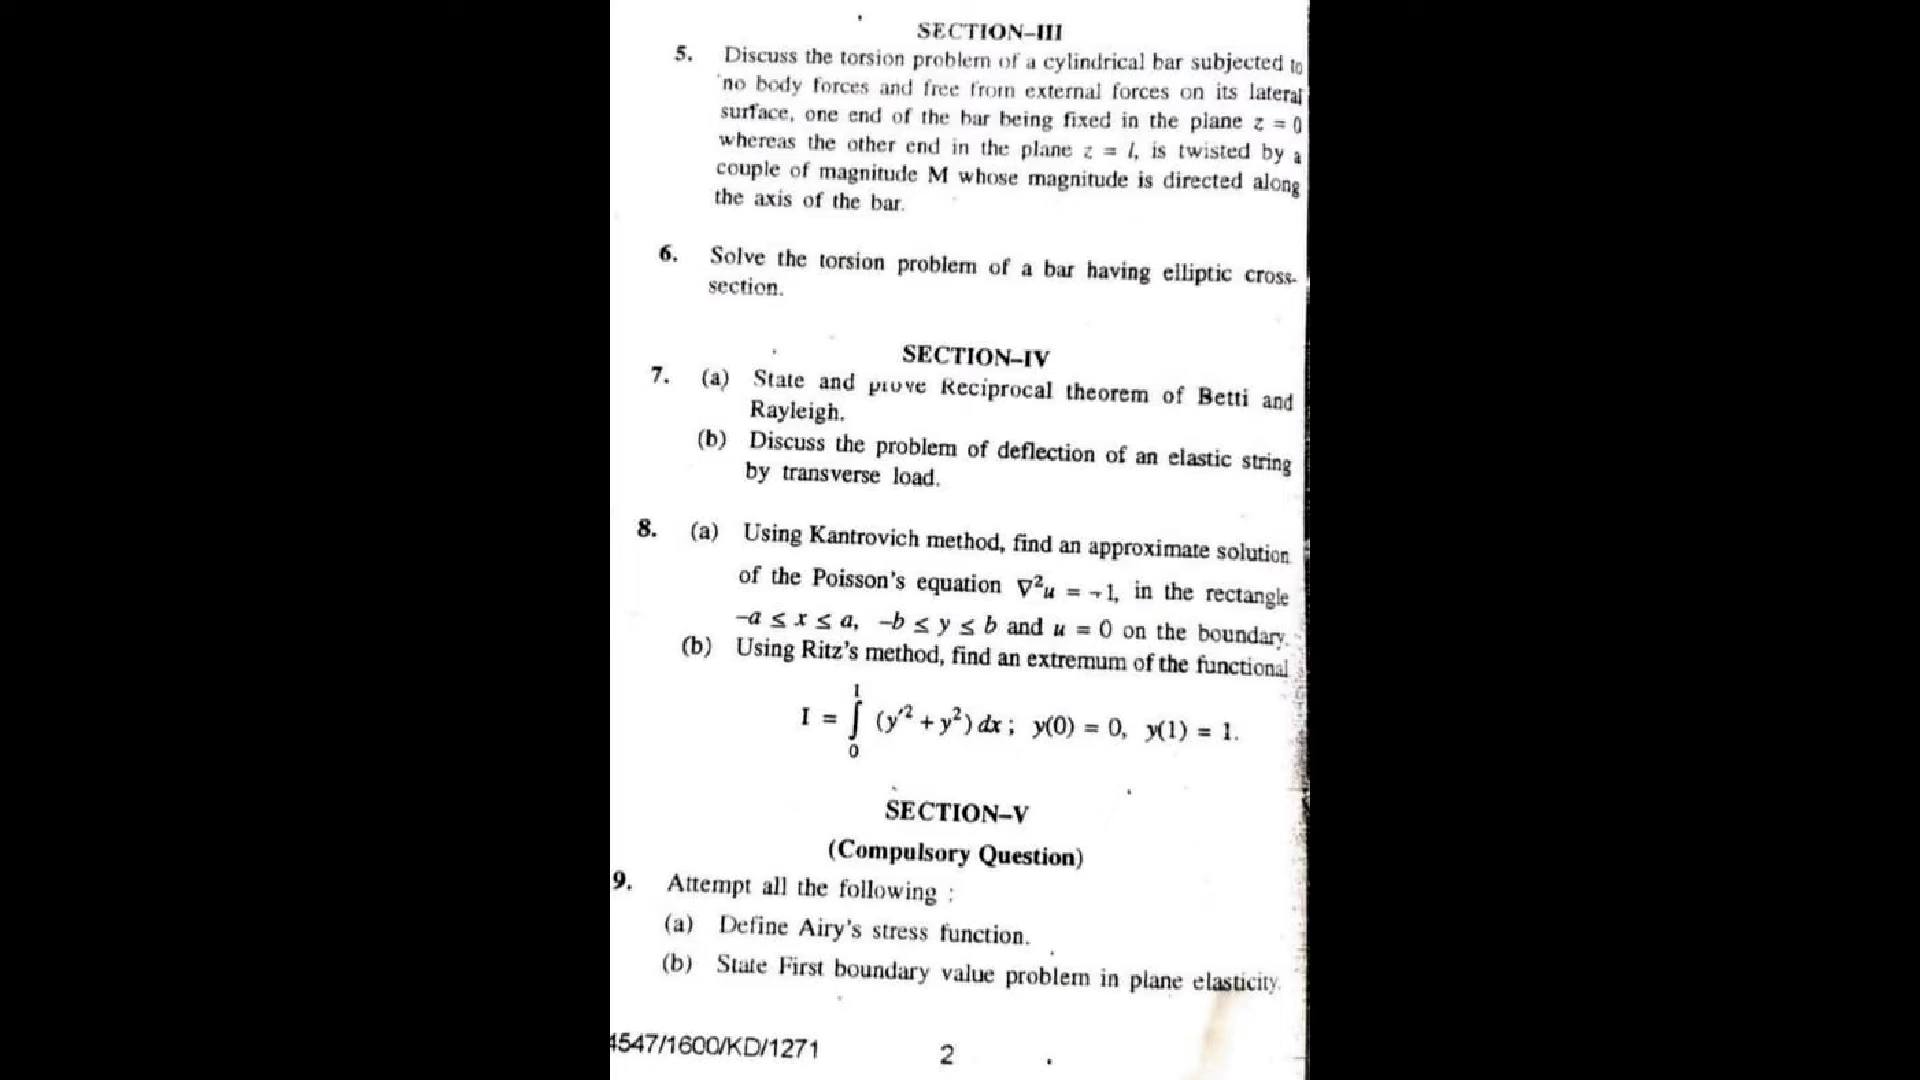 SECTION–III
5. Discuss the torsion problem of a cylindrical bar subjected to
no body forces and free from external forces on its lateral
surface, one end of the bar being fixed in the plane z = 0
whereas the other end in the plane z = l, is twisted by a
couple of magnitude M whose magnitude is directed along
the axis of the bar.
6. Solve the torsion problem of a bar having elliptic cross-
section.
SECTION–IV
7. (a) State and prove Reciprocal theorem of Betti and
Rayleigh.
(b) Discuss the problem of deflection of an elastic string
by transverse load.
8. (a) Using Kantrovich method, find an approximate solution
of the Poisson's equation ∇²u = –1, in the rectangle
–a ≤ x ≤ a, –b ≤ y ≤ b and u = 0 on the boundary.
(b) Using Ritz's method, find an extremum of the functional
I = ∫₀¹ (y′² + y²) dx ; y(0) = 0, y(1) = 1.
SECTION–V
(Compulsory Question)
9. Attempt all the following :
(a) Define Airy's stress function.
(b) State First boundary value problem in plane elasticity.
4547/1600/KD/1271 2